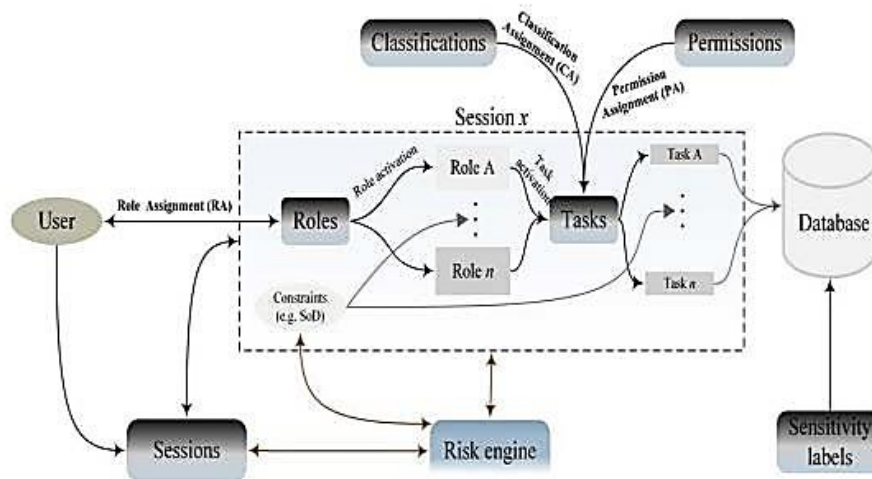 Classifications
Permissions
Classification
Assignment (CA)
Permission
Assignment (PA)
Session x
Role activation
Role A
Task
activation
Task A
Role Assignment (RA)
User
Roles
Tasks
Database
Role n
Task n
Constraints
(e.g. SoD)
Sessions
Risk engine
Sensitivity
labels